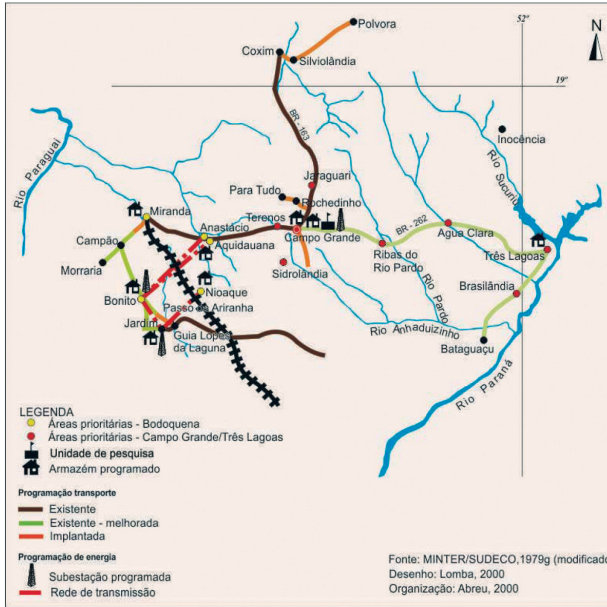 52°
Polvora
N
Coxim
Silviolândia
19°
Rio Paraguai
BR - 163
Inocência
Rio Sucuriú
Jaraguari
Para Tudo
Rochedinho
Miranda
Anastácio
Terenos
BR - 262
Agua Clara
Campo Grande
Campão
Aquidauana
Ribas do
Rio Pardo
Três Lagoas
Morraria
Sidrolândia
Rio Pardo
Nioaque
Brasilândia
Bonito
Passo de Ariranha
Jardim
Guia Lopes
da Laguna
Rio Anhaduizinho
Bataguaçu
Rio Paraná
LEGENDA
Áreas prioritárias - Bodoquena
Áreas prioritárias - Campo Grande/Três Lagoas
Unidade de pesquisa
Armazém programado
Programação transporte
Existente
Existente - melhorada
Implantada
Programação de energia
Subestação programada
Rede de transmissão
Fonte: MINTER/SUDECO,1979g (modificado
Desenho: Lomba, 2000
Organização: Abreu, 2000